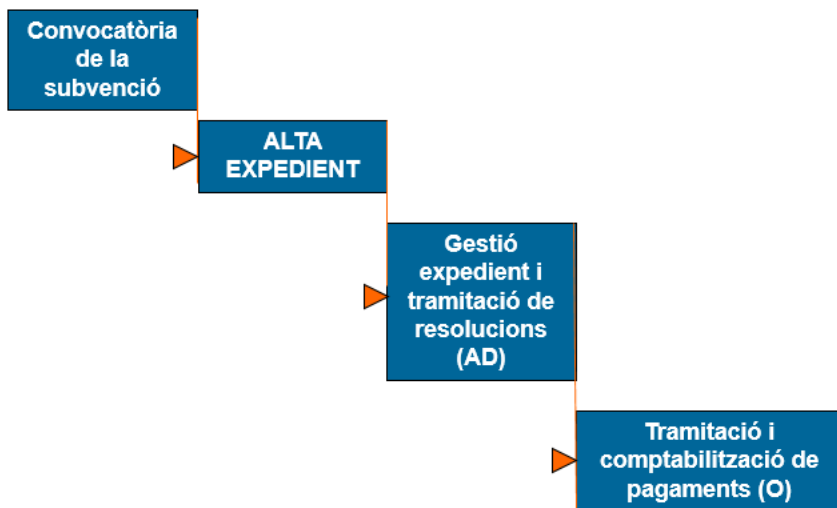 Convocatòria
de la
subvenció
ALTA
EXPEDIENT
Gestió
expedient i
tramitació de
resolucions
(AD)
Tramitació i
comptabilització de
pagaments (O)